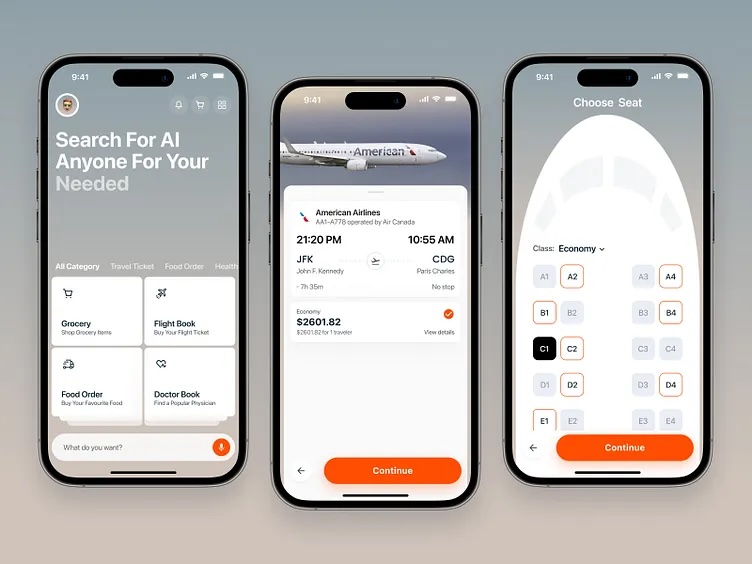 9:41
Search For AI
Anyone For Your
Needed
All Category Travel Ticket Food Order Health
Grocery
Shop Grocery Items
Flight Book
Buy Your Flight Ticket
Food Order
Buy Your Favourite Food
Doctor Book
Find a Popular Physician
What do you want?
9:41
American
American Airlines
AA1-A778 operated by Air Canada
21:20 PM 10:55 AM
JFK CDG
John F. Kennedy Paris Charles
- 7h 35m No stop
Economy
$2601.82
$2601.82 for 1 traveler View details
Continue
9:41
Choose Seat
Class: Economy
A1 A2 A3 A4
B1 B2 B3 B4
C1 C2 C3 C4
D1 D2 D3 D4
E1 E2 E3 E4
Continue